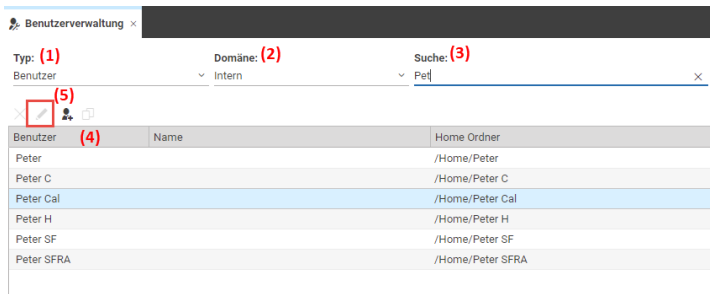 Benutzerverwaltung ×
Typ: (1) Domäne: (2) Suche: (3)
Benutzer Intern Pet
(5)
Benutzer (4) Name Home Ordner
Peter /Home/Peter
Peter C /Home/Peter C
Peter Cal /Home/Peter Cal
Peter H /Home/Peter H
Peter SF /Home/Peter SF
Peter SFRA /Home/Peter SFRA